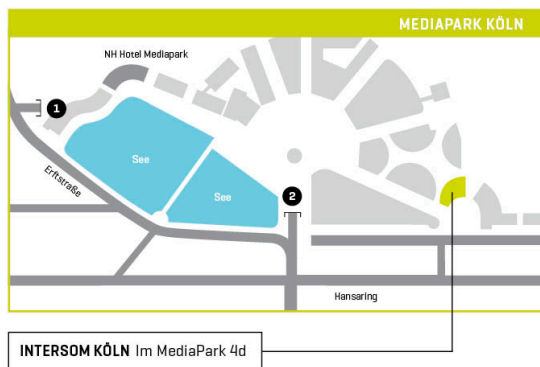 MEDIAPARK KÖLN
NH Hotel Mediapark
1
See
Erftstraße
See
2
Hansaring
INTERSOM KÖLN Im MediaPark 4d